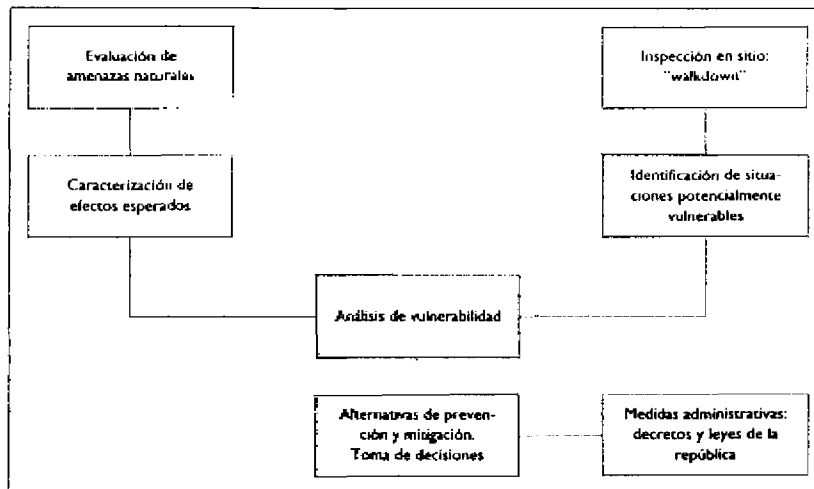 Evaluación de
amenazas naturales
Inspección en sitio:
"walkdown"
Caracterización de
efectos esperados
Identificación de situa-
ciones potencialmente
vulnerables
Análisis de vulnerabilidad
Alternativas de preven-
ción y mitigación.
Toma de decisiones
Medidas administrativas:
decretos y leyes de la
república